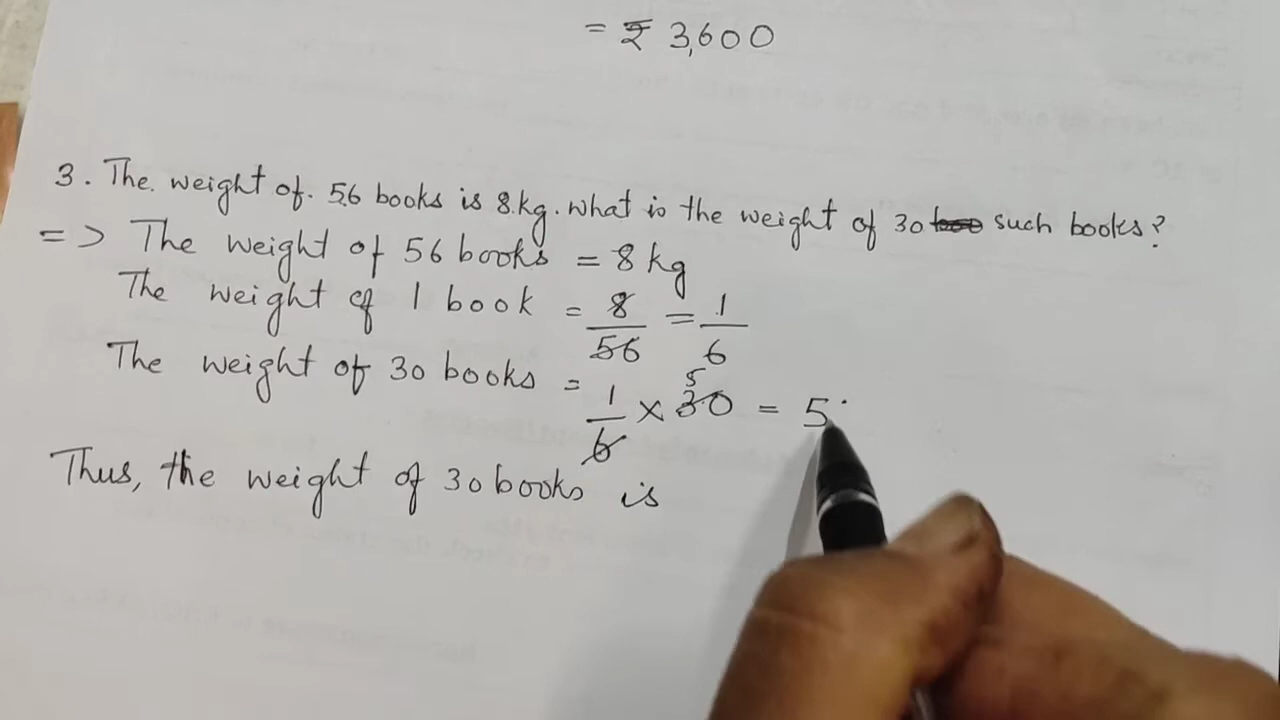 = ₹ 3,600
3. The weight of 56 books is 8 kg. what is the weight of 30 such books?
=> The weight of 56 books = 8 kg
The weight of 1 book = 8/56 = 1/6
The weight of 30 books = 1/6 × 30 5 = 5
Thus, the weight of 30 books is